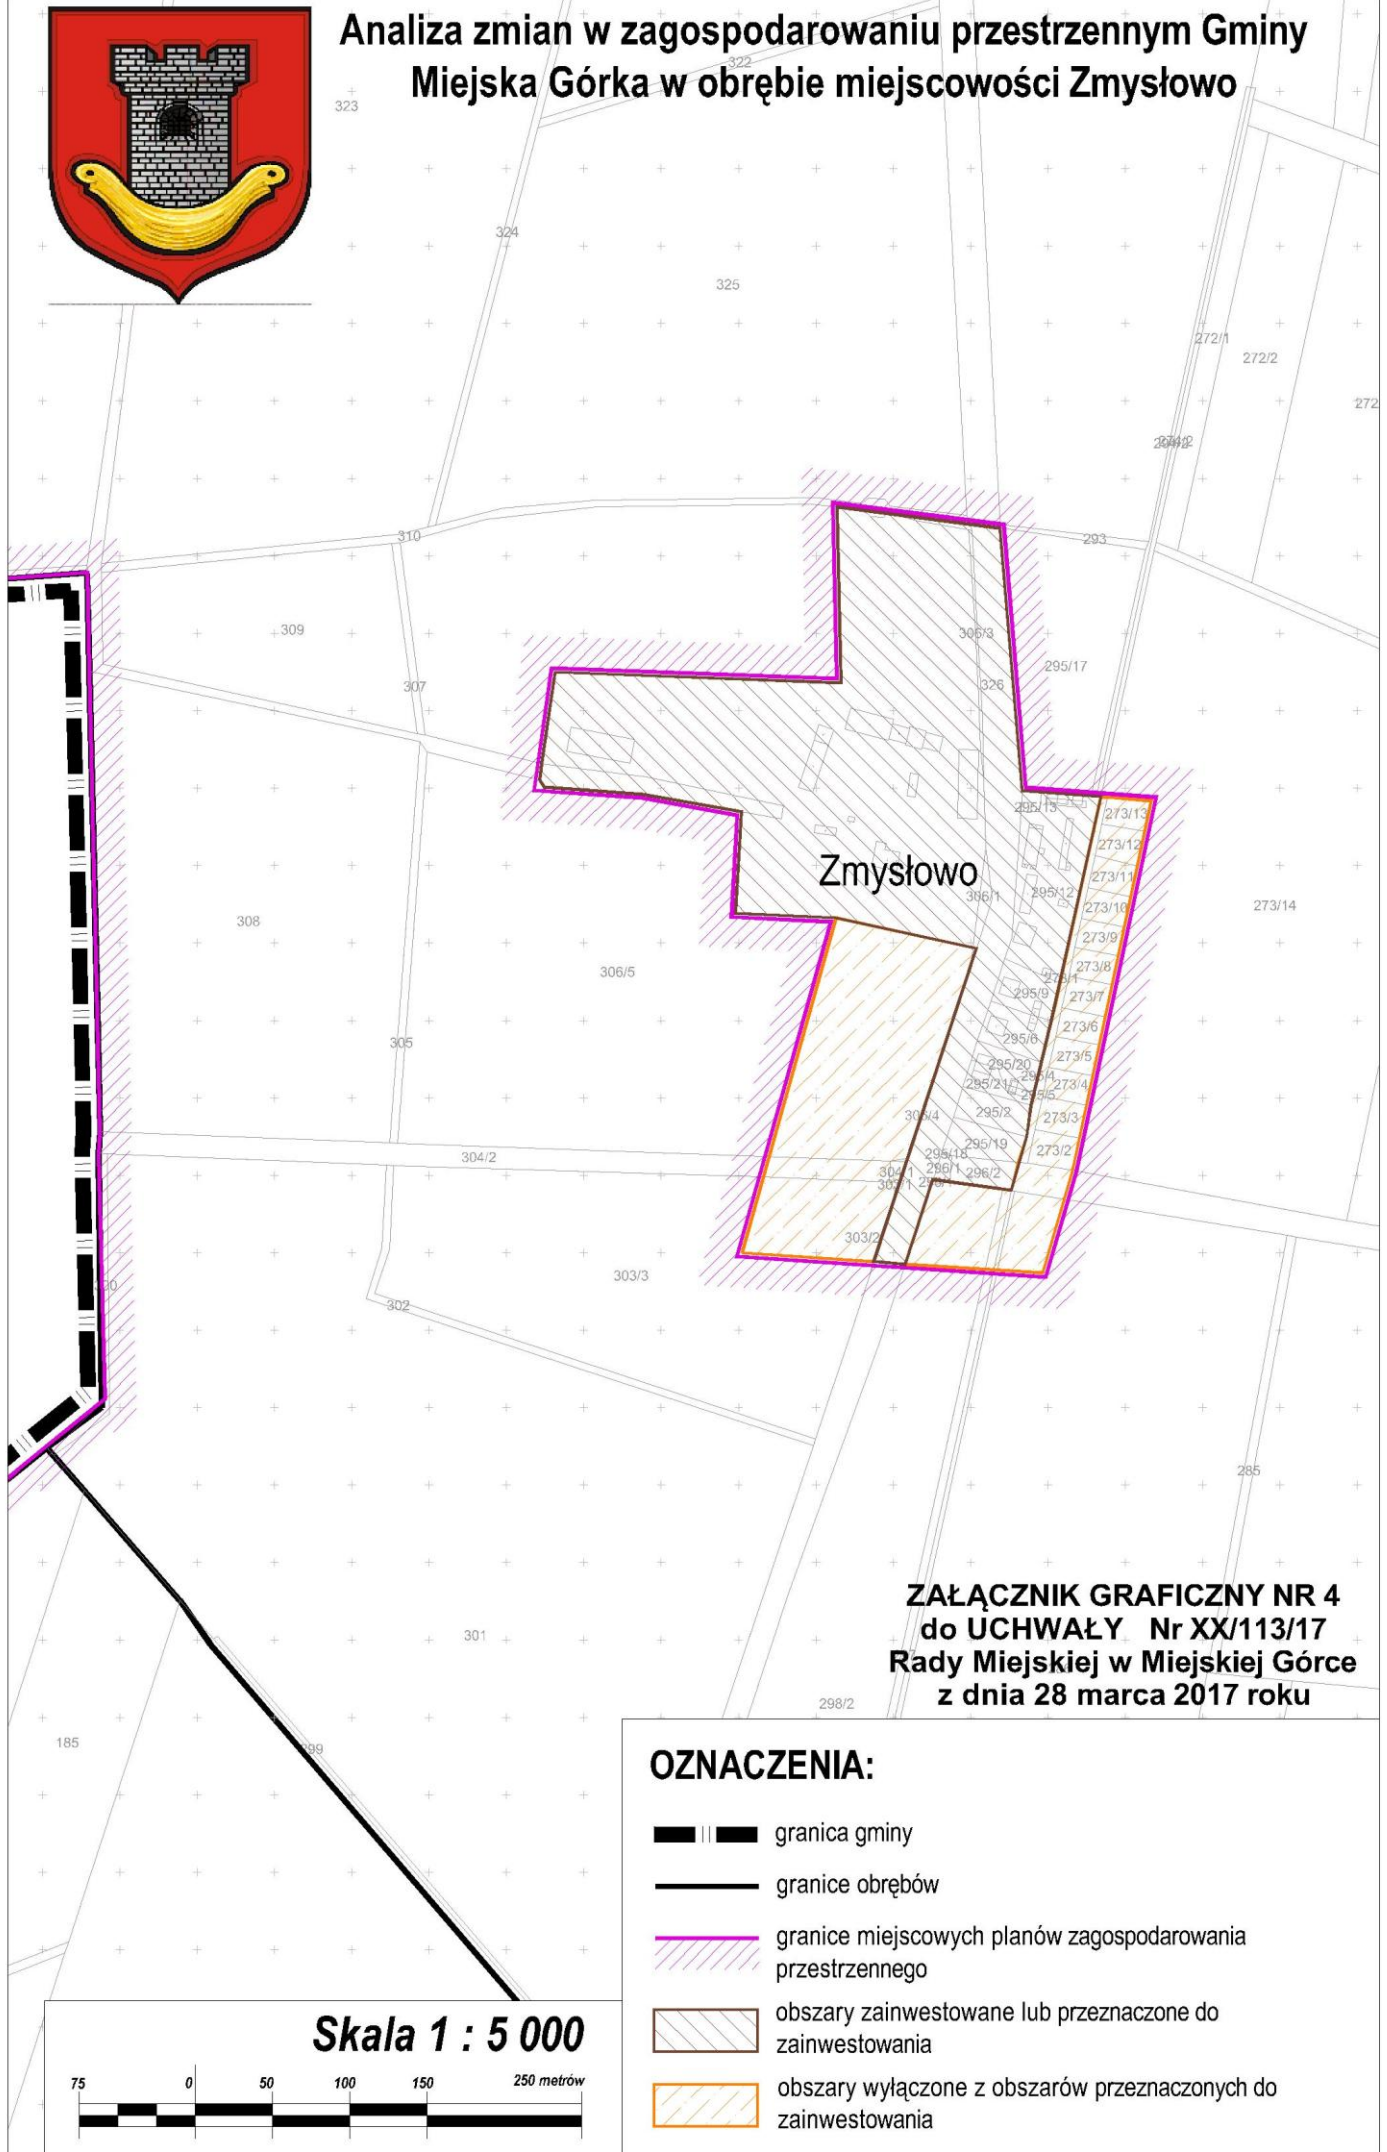 Analiza zmian w zagospodarowaniu przestrzennym Gminy
Miejska Górka w obrębie miejscowości Zmysłowo
322
323
324
325
272/1
272/2
272
310
293
309
306/3
295/17
307
326
295/13
273/13
273/12
Zmysłowo
273/11
306/1
295/12
273/10
273/14
308
273/9
306/5
273/8
295/9
273/7
273/6
305
295/6
273/5
295/20
295/21
273/4
295/2
273/3
295/19
273/2
304/2
295/18
296/1
296/2
304/1
303/2
303/3
302
285
301
ZAŁĄCZNIK GRAFICZNY NR 4
do UCHWAŁY Nr XX/113/17
Rady Miejskiej w Miejskiej Górce
z dnia 28 marca 2017 roku
298/2
185
OZNACZENIA:
granica gminy
granice obrębów
granice miejscowych planów zagospodarowania
przestrzennego
obszary zainwestowane lub przeznaczone do
zainwestowania
obszary wyłączone z obszarów przeznaczonych do
zainwestowania
Skala 1 : 5 000
75 0 50 100 150 250 metrów